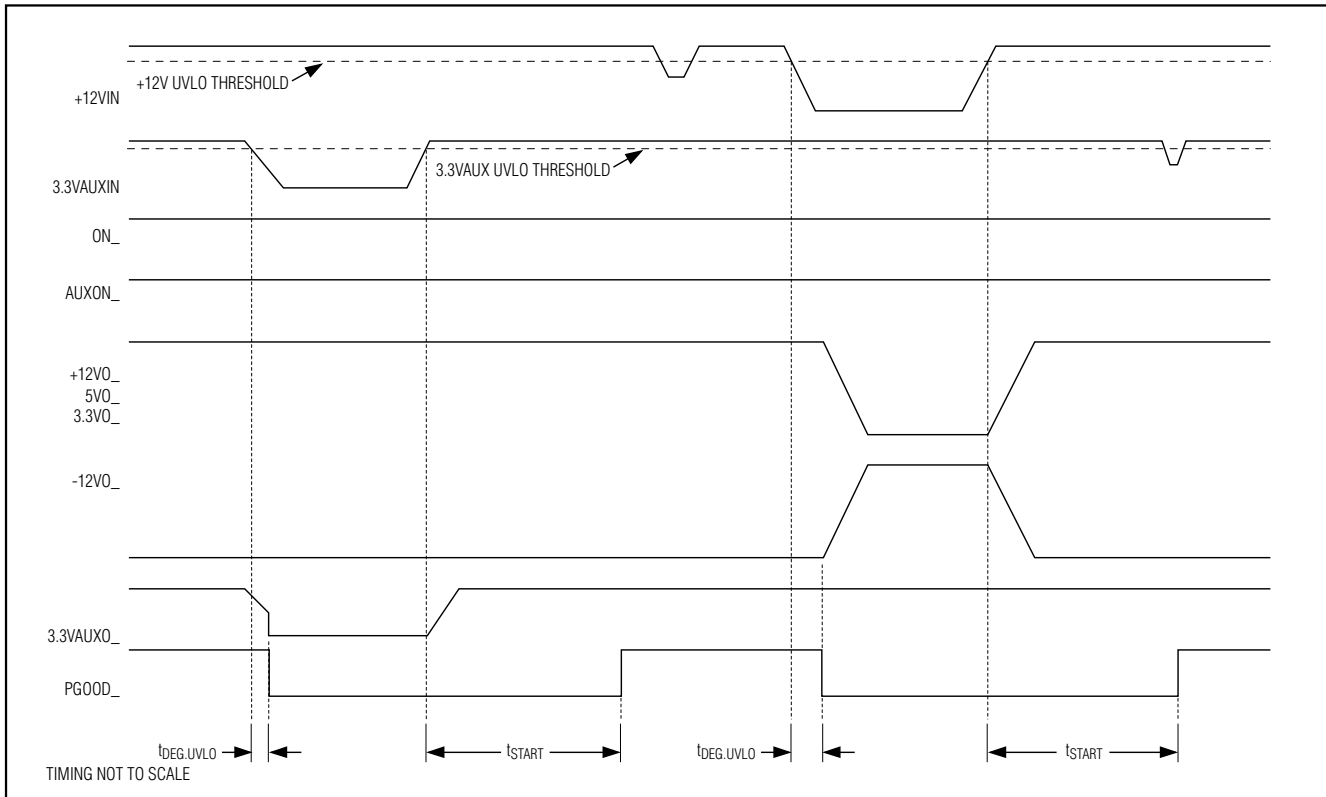 +12V UVLO THRESHOLD
+12VIN
3.3VAUX UVLO THRESHOLD
3.3VAUXIN
ON_
AUXON_
+12VO_
5VO_
3.3VO_
-12VO_
3.3VAUXO_
PGOOD_
tDEG.UVLO
tSTART
tDEG.UVLO
tSTART
TIMING NOT TO SCALE